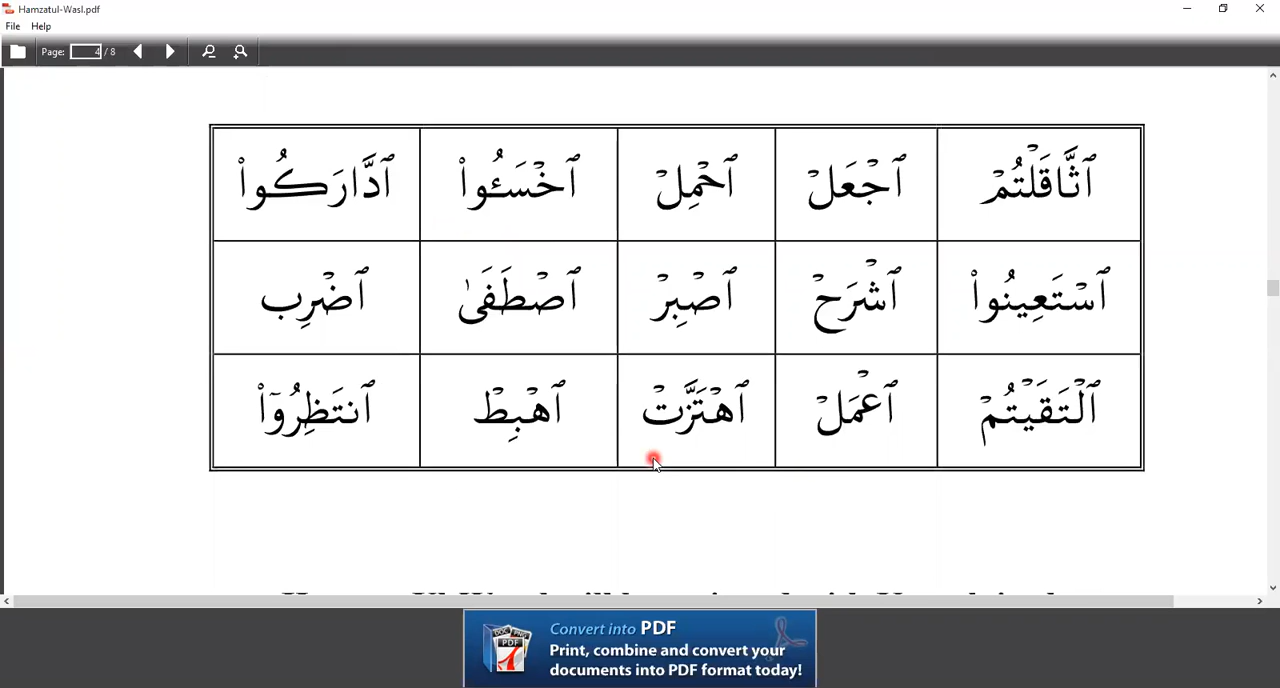 Hamzatul-Wasl.pdf
File Help
Page: 4 / 8
ٱثَّاقَلْتُمْ ٱجْعَلْ ٱحْمِلْ ٱخْسَـُٔوا۟ ٱدَّارَكُوا۟
ٱسْتَعِينُوا۟ ٱشْرَحْ ٱصْبِرْ ٱصْطَفَىٰ ٱضْرِب
ٱلْتَقَيْتُمْ ٱعْمَلْ ٱهْتَزَّتْ ٱهْبِطْ ٱنتَظِرُوٓا۟
Convert into PDF
Print, combine and convert your
documents into PDF format today!